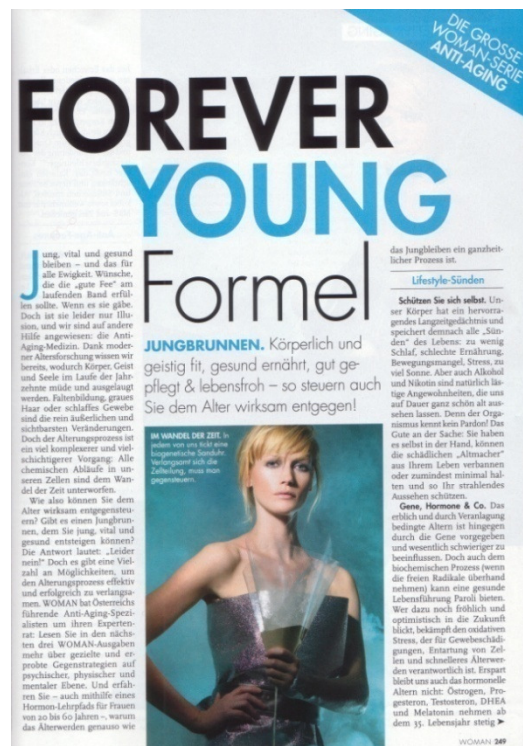 DIE GROSSE
WOMAN-SERIE
ANTI-AGING
FOREVER
YOUNG
Formel
JUNGBRUNNEN. Körperlich und
geistig fit, gesund ernährt, gut ge-
pflegt & lebensfroh – so steuern auch
Sie dem Alter wirksam entgegen!
IM WANDEL DER ZEIT. In
jedem von uns tickt eine
biogenetische Sanduhr.
Verlangsamt sich die
Zellteilung, muss man
gegensteuern.
Jung, vital und gesund
bleiben – und das für
alle Ewigkeit. Wünsche,
die die „gute Fee“ am
laufenden Band erfül-
len sollte. Wenn es sie gäbe.
Doch ist sie leider nur Illu-
sion, und wir sind auf andere
Hilfe angewiesen: die Anti-
Aging-Medizin. Dank moder-
ner Altersforschung wissen wir
bereits, wodurch Körper, Geist
und Seele im Laufe der Jahr-
zehnte müde und ausgelaugt
werden. Faltenbildung, graues
Haar oder schlaffes Gewebe
sind die rein äußerlichen und
sichtbarsten Veränderungen.
Doch der Alterungsprozess ist
ein viel komplexerer und viel-
schichtigerer Vorgang: Alle
chemischen Abläufe in un-
seren Zellen sind dem Wan-
del der Zeit unterworfen.
Wie also können Sie dem
Alter wirksam entgegensteu-
ern? Gibt es einen Jungbrun-
nen, dem Sie jung, vital und
gesund entsteigen können?
Die Antwort lautet: „Leider
nein!“ Doch es gibt eine Viel-
zahl an Möglichkeiten, um
den Alterungsprozess effektiv
und erfolgreich zu verlangsa-
men. WOMAN bat Österreichs
führende Anti-Aging-Spezi-
alisten um ihren Experten-
rat: Lesen Sie in den nächs-
ten drei WOMAN-Ausgaben
mehr über gezielte und er-
probte Gegenstrategien auf
psychischer, physischer und
mentaler Ebene. Und erfah-
ren Sie – auch mithilfe eines
Hormon-Lehrpfads für Frauen
von 20 bis 60 Jahren –, warum
das Älterwerden genauso wie
das Jungbleiben ein ganzheit-
licher Prozess ist.
Lifestyle-Sünden
Schützen Sie sich selbst. Un-
ser Körper hat ein hervorra-
gendes Langzeitgedächtnis und
speichert demnach alle „Sün-
den“ des Lebens: zu wenig
Schlaf, schlechte Ernährung,
Bewegungsmangel, Stress, zu
viel Sonne. Aber auch Alkohol
und Nikotin sind natürlich läs-
tige Angewohnheiten, die uns
auf Dauer ganz schön alt aus-
sehen lassen. Denn der Orga-
nismus kennt kein Pardon! Das
Gute an der Sache: Sie haben
es selbst in der Hand, können
die schädlichen „Altmacher“
aus Ihrem Leben verbannen
oder zumindest minimal hal-
ten und so Ihr strahlendes
Aussehen schützen.
Gene, Hormone & Co. Das
erblich und durch Veranlagung
bedingte Altern ist hingegen
durch die Gene vorgegeben
und wesentlich schwieriger zu
beeinflussen. Doch auch dem
biochemischen Prozess (wenn
die freien Radikale überhand
nehmen) kann eine gesunde
Lebensführung Paroli bieten.
Wer dazu noch fröhlich und
optimistisch in die Zukunft
blickt, bekämpft den oxidativen
Stress, der für Gewebeschädi-
gungen, Entartung von Zel-
len und schnelleres Älterwer-
den verantwortlich ist. Erspart
bleibt uns auch das hormonelle
Altern nicht: Östrogen, Pro-
gesteron, Testosteron, DHEA
und Melatonin nehmen ab
dem 35. Lebensjahr stetig ➤
WOMAN 249